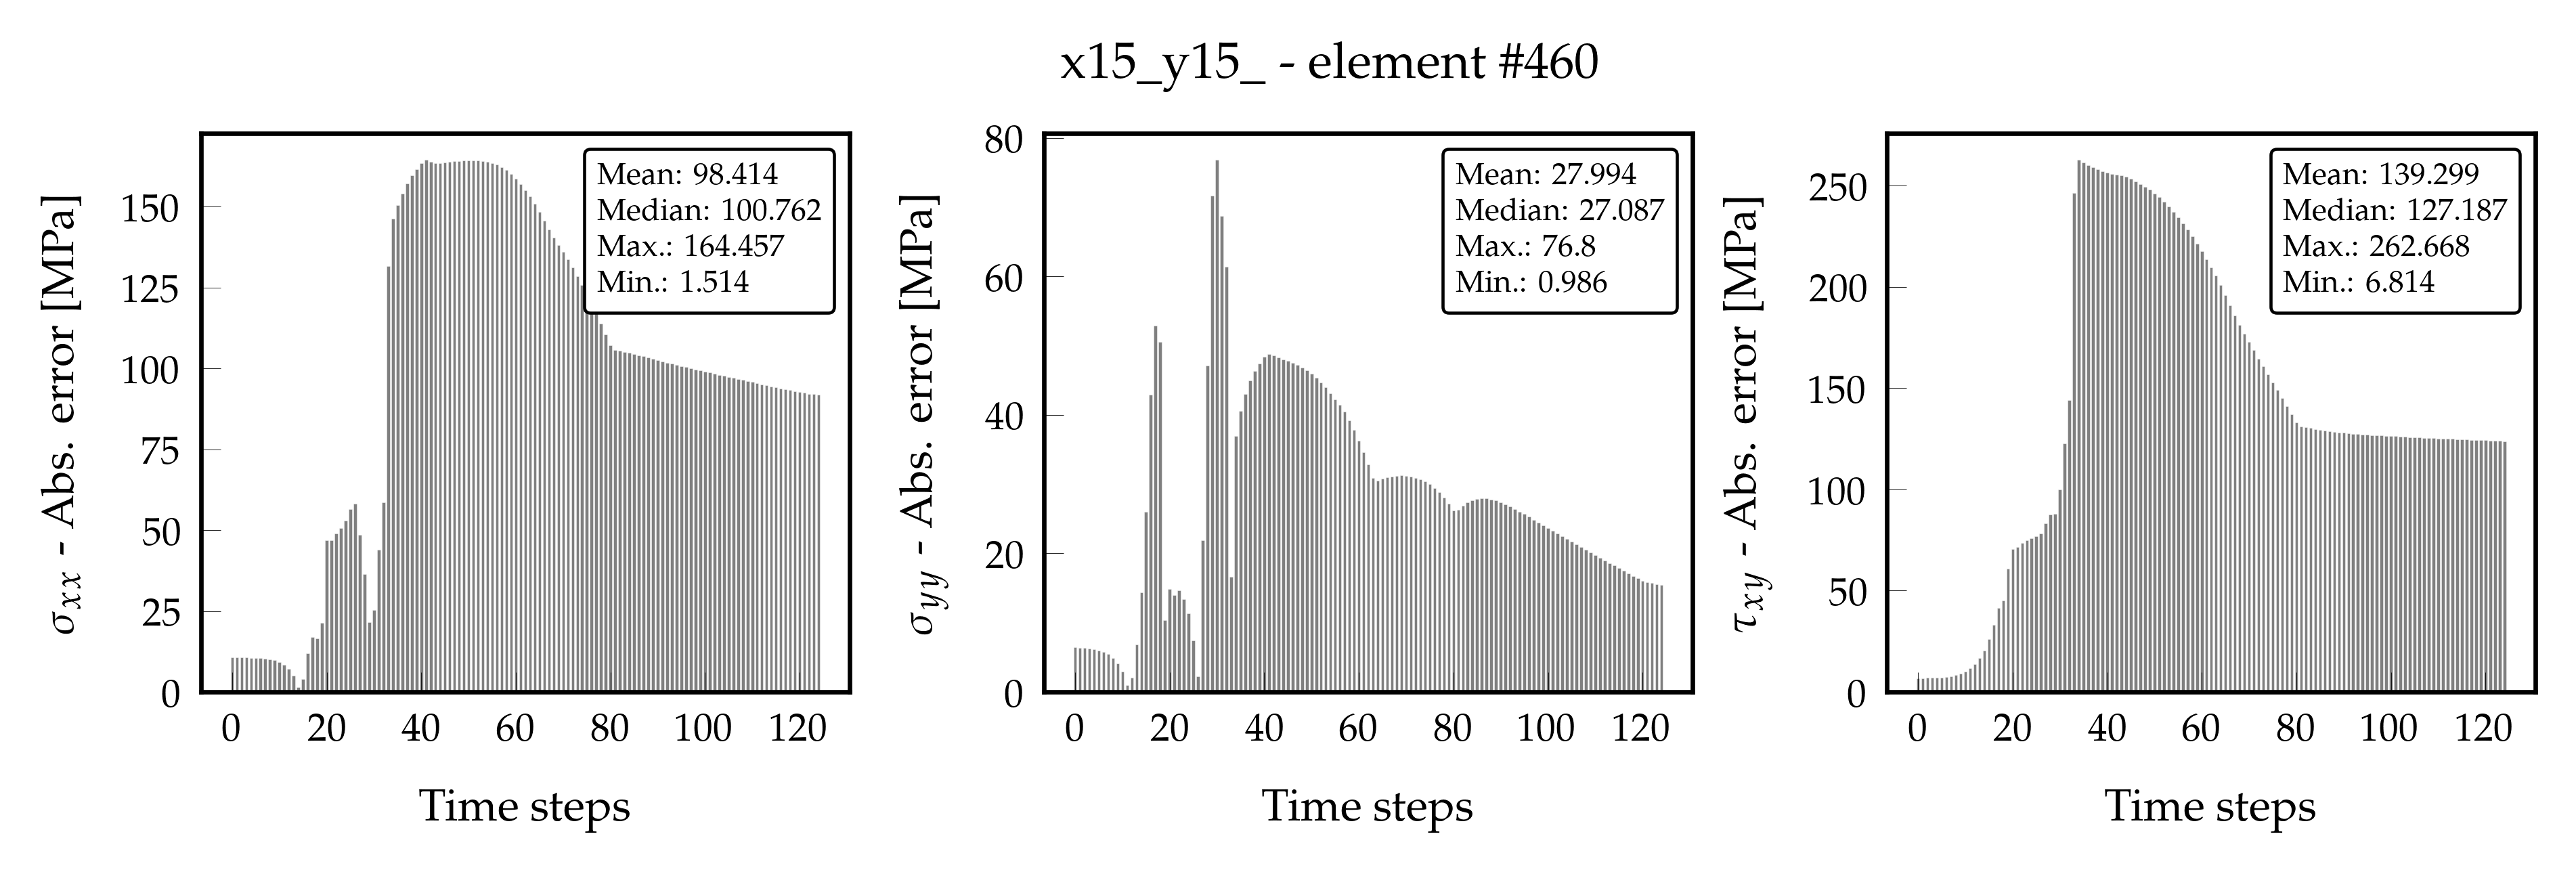 x15_y15_ - element #460
σxx - Abs. error [MPa]
150
125
100
75
50
25
0
0 20 40 60 80 100 120
Time steps
Mean: 98.414
Median: 100.762
Max.: 164.457
Min.: 1.514
σyy - Abs. error [MPa]
80
60
40
20
0
0 20 40 60 80 100 120
Time steps
Mean: 27.994
Median: 27.087
Max.: 76.8
Min.: 0.986
τxy - Abs. error [MPa]
250
200
150
100
50
0
0 20 40 60 80 100 120
Time steps
Mean: 139.299
Median: 127.187
Max.: 262.668
Min.: 6.814